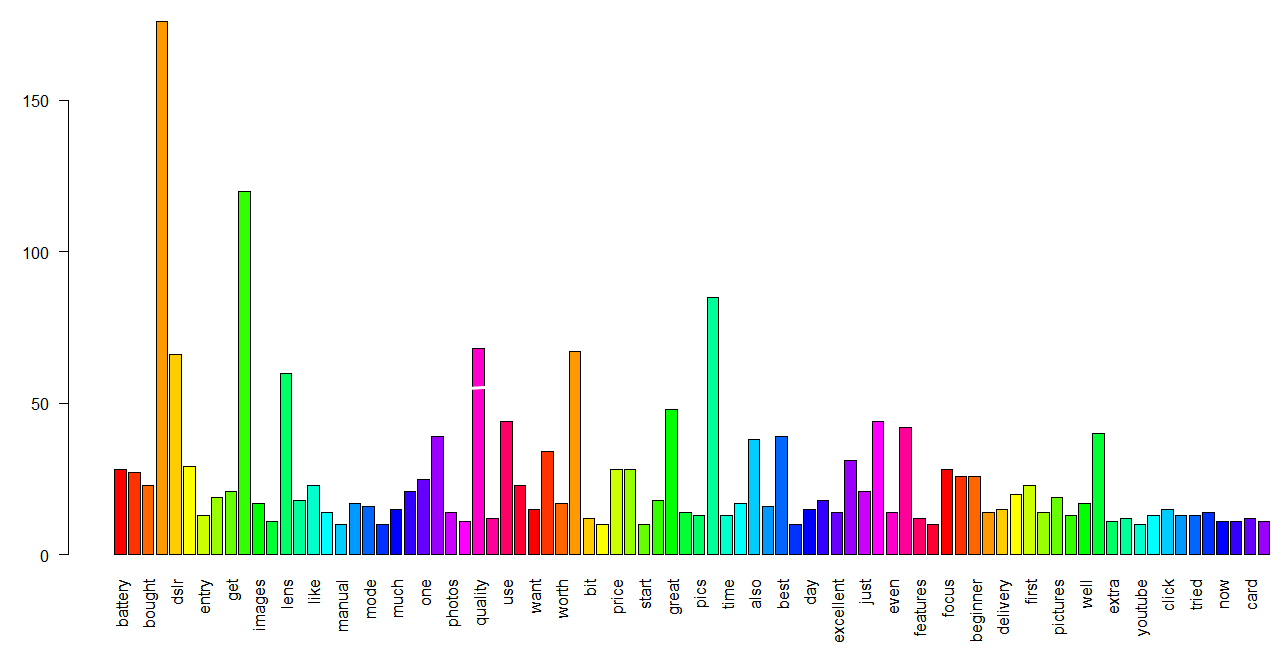 150
100
50
0
battery
bought
dslr
entry
get
images
lens
like
manual
mode
much
one
photos
quality
use
want
worth
bit
price
start
great
pics
time
also
best
day
excellent
just
even
features
focus
beginner
delivery
first
pictures
well
extra
youtube
click
tried
now
card